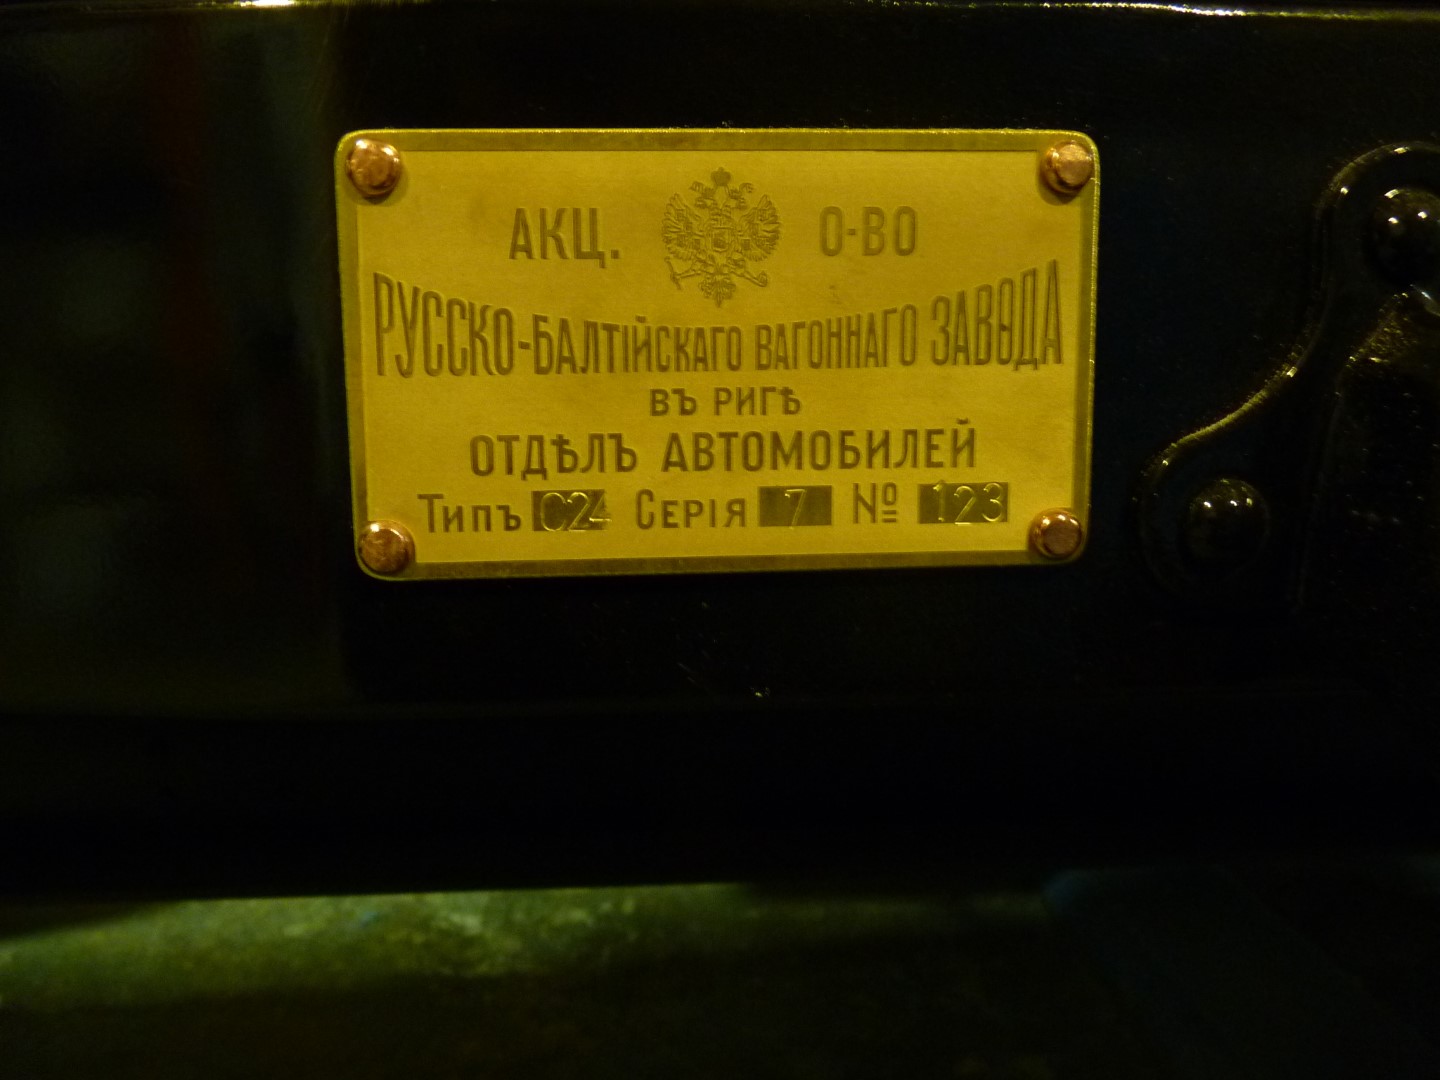 АКЦ. О-ВО
РУССКО-БАЛТІЙСКАГО ВАГОННАГО ЗАВѲДА
ВЪ РИГѢ
ОТДѢЛЪ АВТОМОБИЛЕЙ
ТИПЪ С24 СЕРІЯ 7 № 123